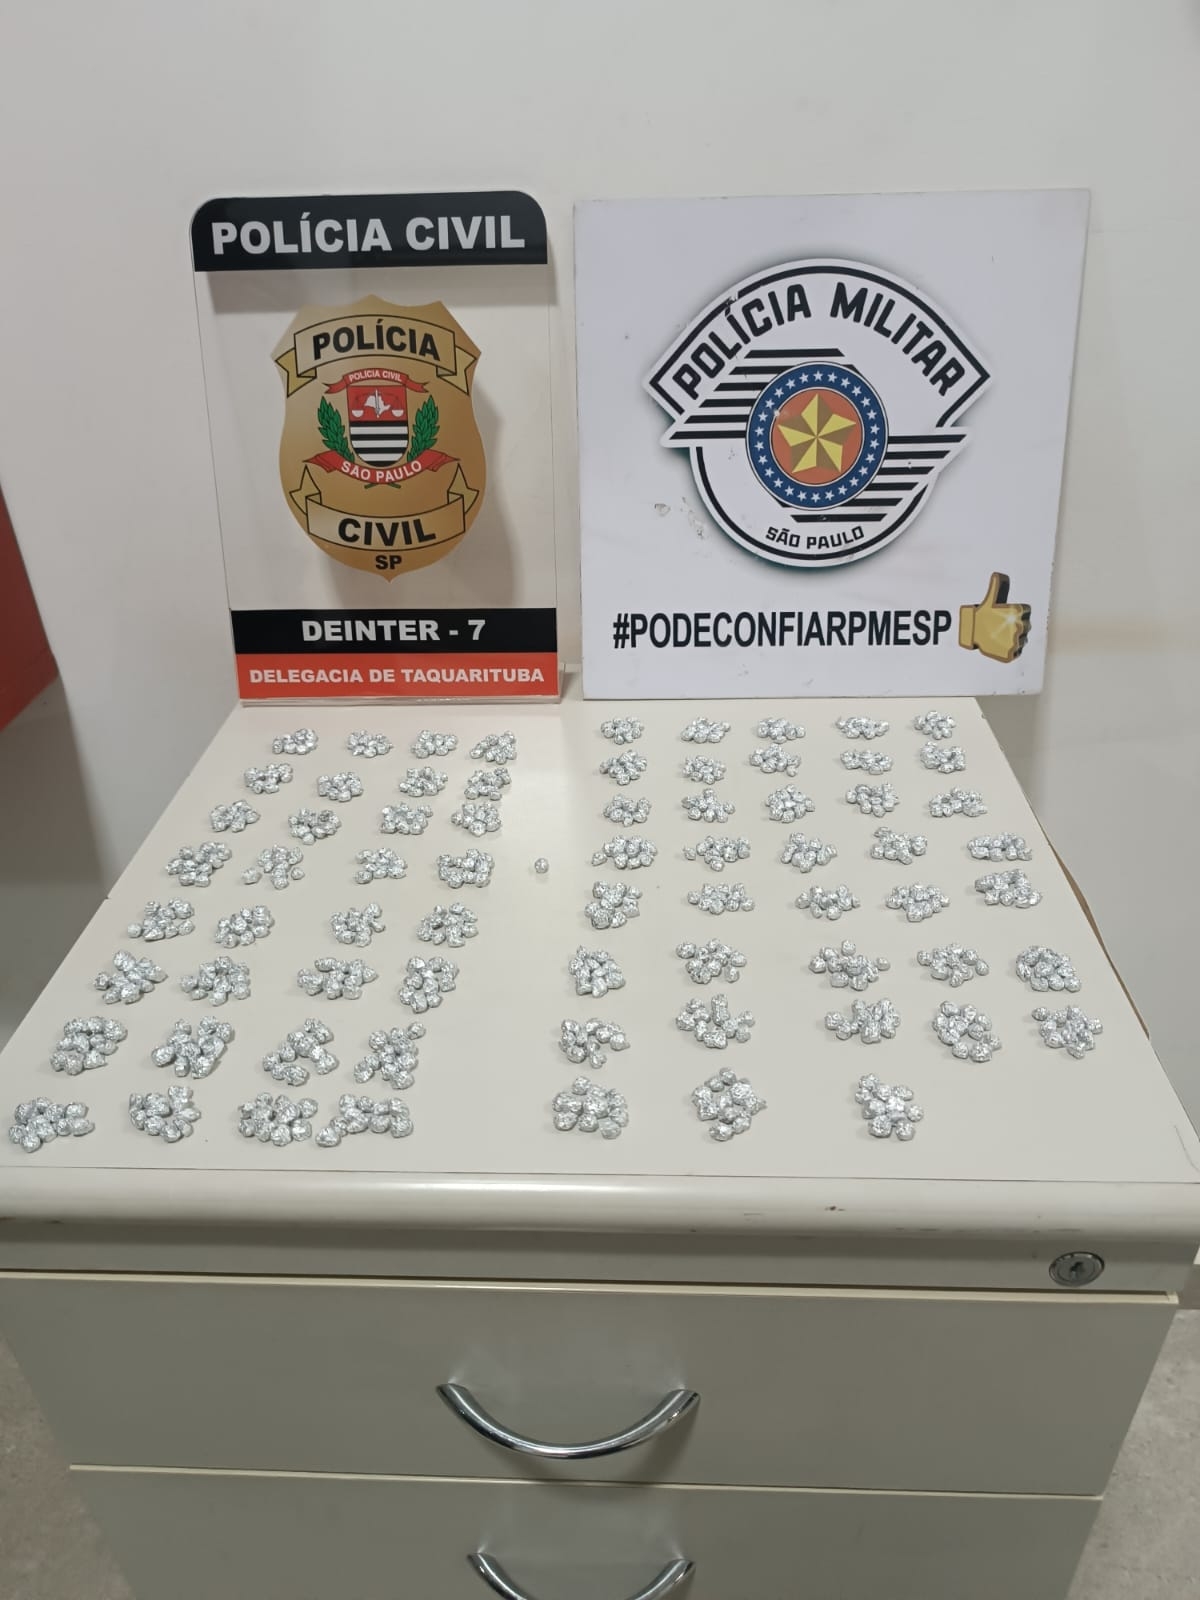 POLÍCIA CIVIL
POLÍCIA
POLÍCIA CIVIL
SÃO PAULO
CIVIL
SP
DEINTER - 7
DELEGACIA DE TAQUARITUBA
POLÍCIA MILITAR
SÃO PAULO
#PODECONFIARPMESP